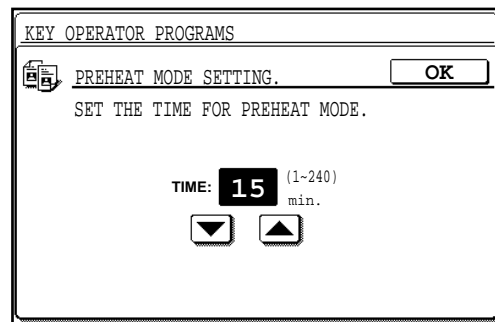 KEY OPERATOR PROGRAMS
PREHEAT MODE SETTING. OK
SET THE TIME FOR PREHEAT MODE.
TIME: 15 (1~240)
min.